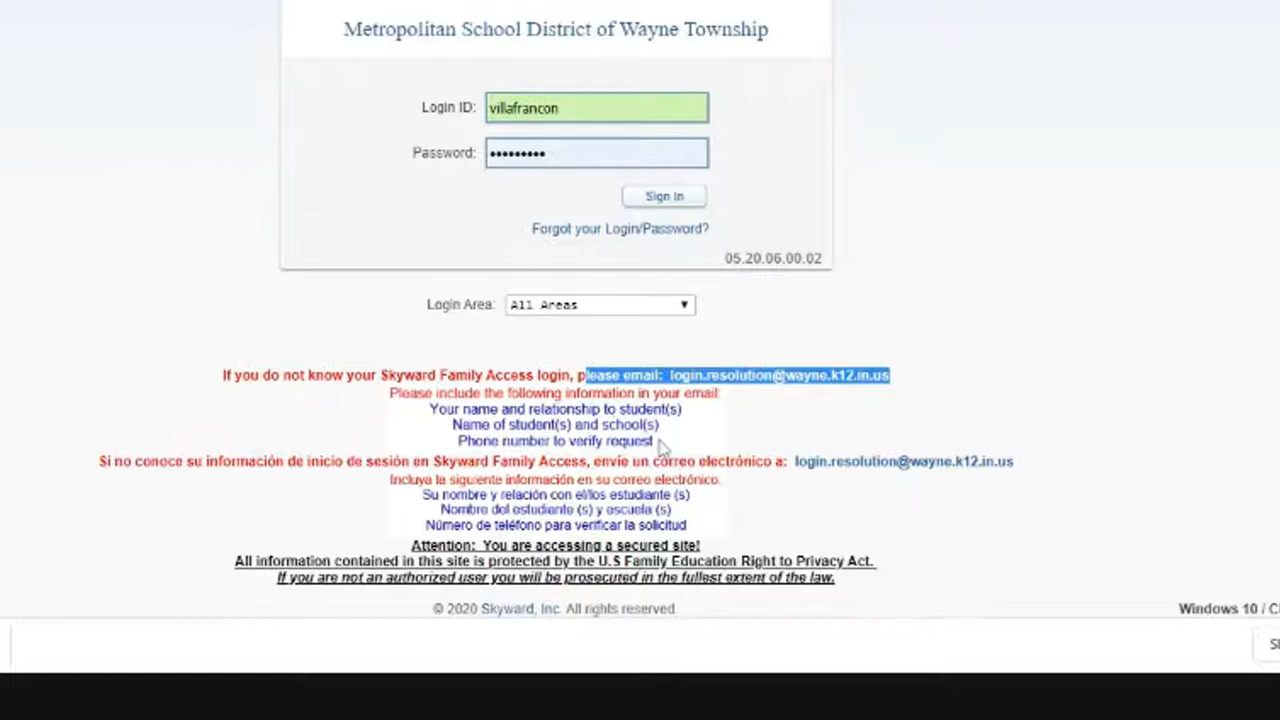 Metropolitan School District of Wayne Township
Login ID: villafrancon
Password: •••••••••
Sign In
Forgot your Login/Password?
05.20.06.00.02
Login Area: All Areas
If you do not know your Skyward Family Access login, please email: login.resolution@wayne.k12.in.us
Please include the following information in your email:
Your name and relationship to student(s)
Name of student(s) and school(s)
Phone number to verify request
Si no conoce su información de inicio de sesión en Skyward Family Access, envíe un correo electrónico a: login.resolution@wayne.k12.in.us
Incluya la siguiente información en su correo electrónico.
Su nombre y relación con el/los estudiante (s)
Nombre del estudiante (s) y escuela (s)
Número de teléfono para verificar la solicitud
Attention: You are accessing a secured site!
All information contained in this site is protected by the U.S Family Education Right to Privacy Act.
If you are not an authorized user you will be prosecuted in the fullest extent of the law.
© 2020 Skyward, Inc. All rights reserved
Windows 10 /